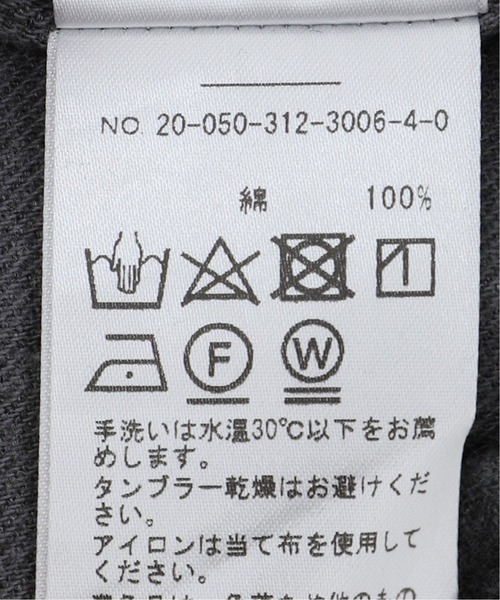 NO. 20-050-312-3006-4-0
綿 100%
F W
手洗いは水温30℃以下をお薦
めします。
タンブラー乾燥はお避けくだ
さい。
アイロンは当て布を使用して
ください。